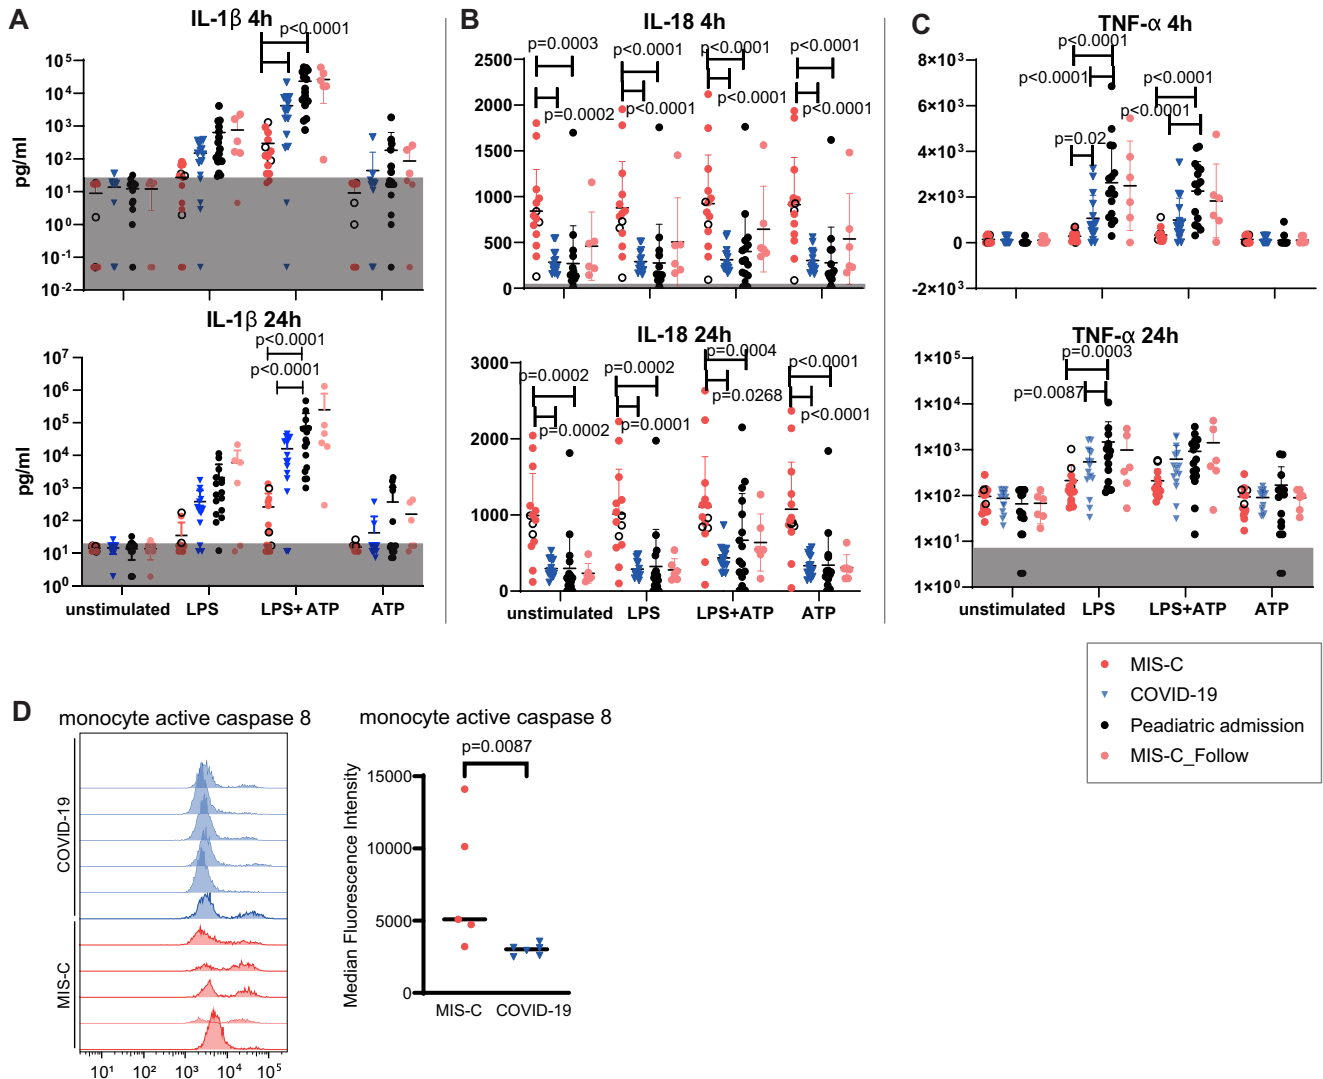 A
IL-1β 4h
p<0.0001
pg/ml
10⁵
10⁴
10³
10²
10¹
10⁰
10⁻¹
10⁻²
IL-1β 24h
p<0.0001
p<0.0001
pg/ml
10⁷
10⁶
10⁵
10⁴
10³
10²
10¹
10⁰
unstimulated LPS LPS+ATP ATP
B
IL-18 4h
p=0.0003 p<0.0001 p<0.0001 p<0.0001
p=0.0002 p<0.0001 p<0.0001 p<0.0001
2500
2000
1500
1000
500
0
IL-18 24h
p=0.0002 p=0.0002 p=0.0004 p<0.0001
p=0.0002 p=0.0001 p=0.0268 p<0.0001
3000
2000
1000
0
unstimulated LPS LPS+ATP ATP
C
TNF-α 4h
p<0.0001
p<0.0001 p<0.0001
p=0.02 p<0.0001
8×10³
6×10³
4×10³
2×10³
0
-2×10³
TNF-α 24h
p=0.0003
p=0.0087
1×10⁵
1×10⁴
1×10³
1×10²
1×10¹
1×10⁰
unstimulated LPS LPS+ATP ATP
MIS-C
COVID-19
Peadiatric admission
MIS-C_Follow
D
monocyte active caspase 8
COVID-19
MIS-C
10¹ 10² 10³ 10⁴ 10⁵
monocyte active caspase 8
p=0.0087
Median Fluorescence Intensity
15000
10000
5000
0
MIS-C COVID-19